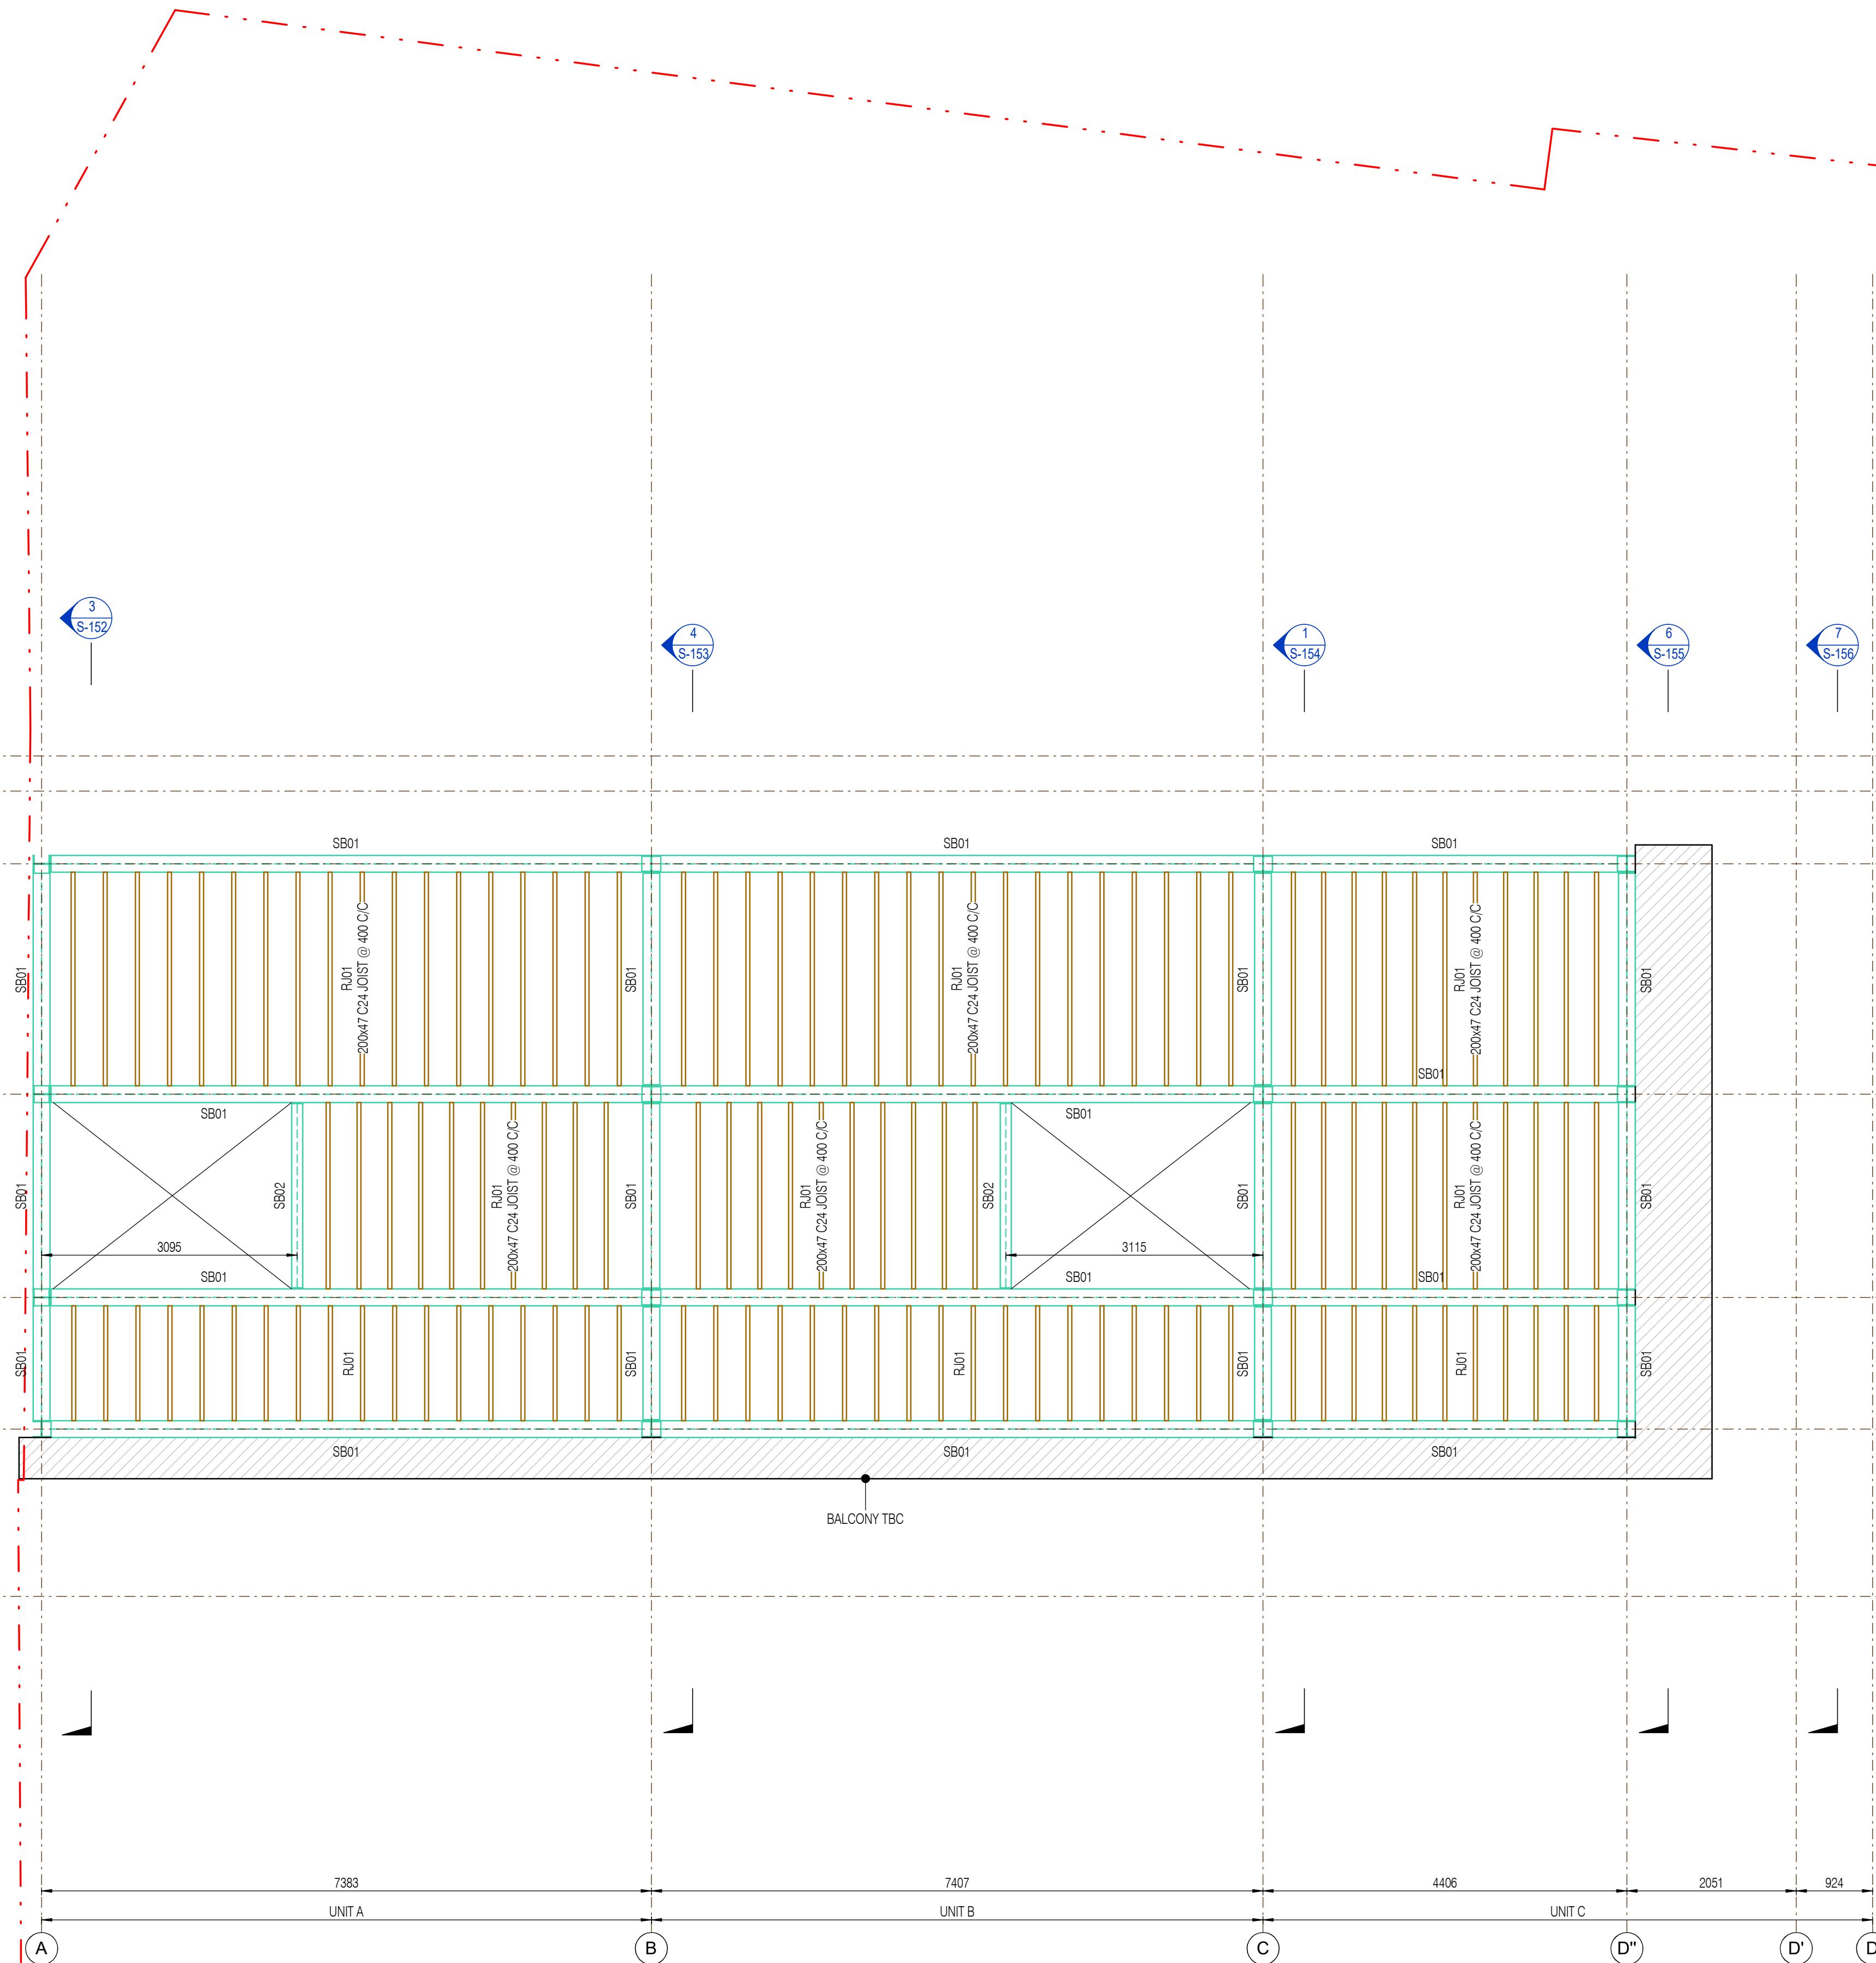 3
S-152
4
S-153
1
S-154
6
S-155
7
S-156
SB01
SB01
SB01
SB01
RJ01
200x47 C24 JOIST @ 400 C/C
SB01
RJ01
200x47 C24 JOIST @ 400 C/C
SB01
RJ01
200x47 C24 JOIST @ 400 C/C
SB01
SB01
SB01
SB01
SB01
SB02
RJ01
200x47 C24 JOIST @ 400 C/C
SB01
RJ01
200x47 C24 JOIST @ 400 C/C
SB02
SB01
RJ01
200x47 C24 JOIST @ 400 C/C
SB01
3095
3115
SB01
SB01
SB01
SB01
RJ01
SB01
RJ01
SB01
RJ01
SB01
SB01
SB01
SB01
BALCONY TBC
7383
7407
4406
2051
924
UNIT A
UNIT B
UNIT C
A
B
C
D"
D'
D